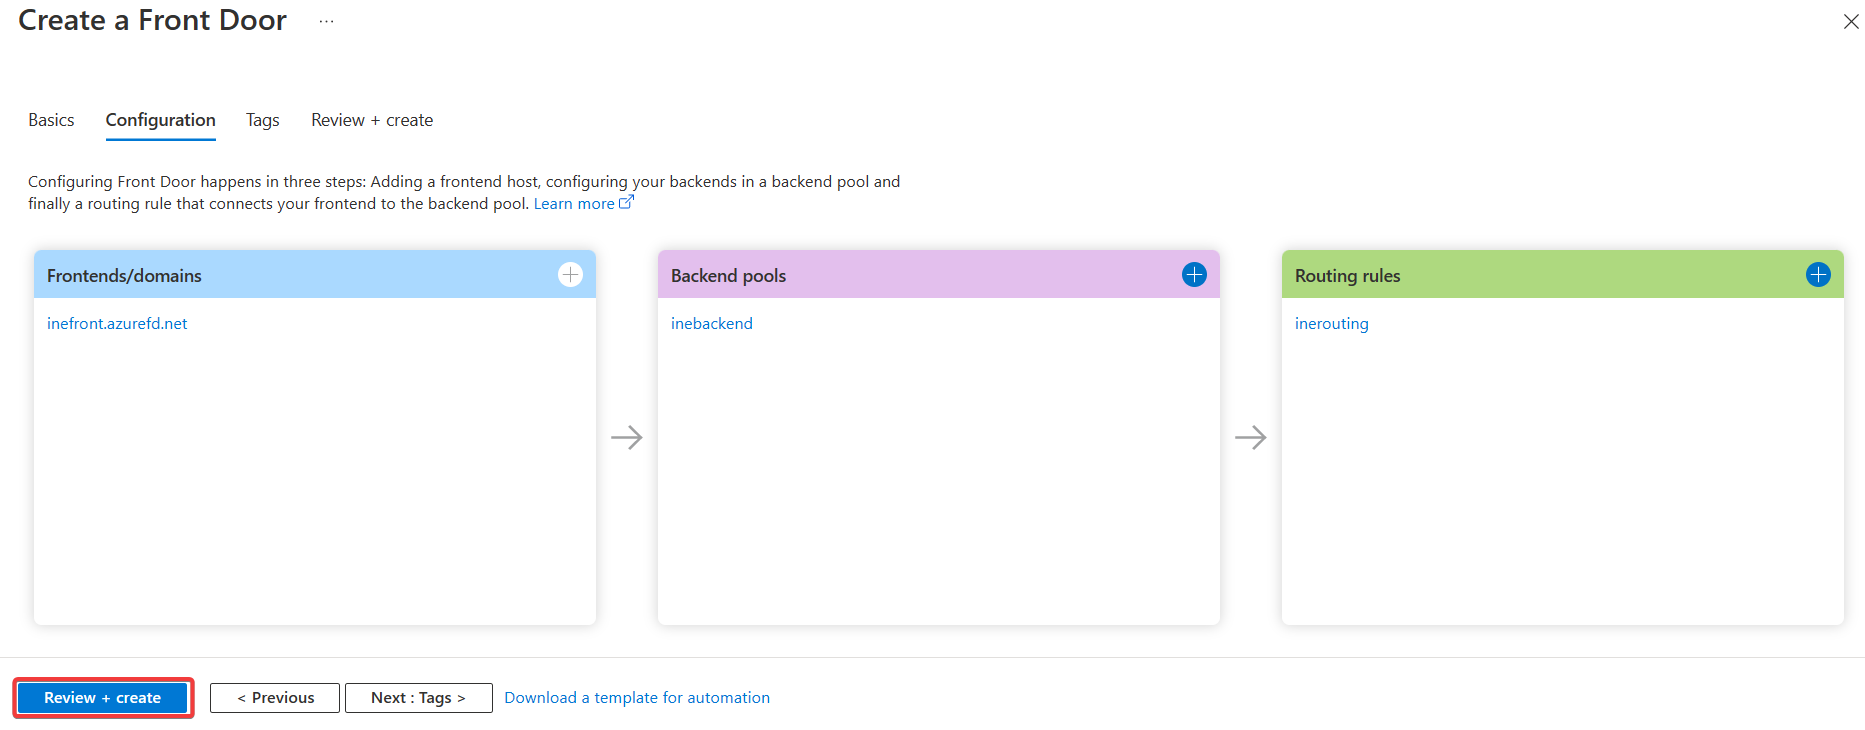 Create a Front Door ...
Basics Configuration Tags Review + create
Configuring Front Door happens in three steps: Adding a frontend host, configuring your backends in a backend pool and
finally a routing rule that connects your frontend to the backend pool. Learn more
Frontends/domains
inefront.azurefd.net
Backend pools
inebackend
Routing rules
inerouting
Review + create < Previous Next : Tags > Download a template for automation